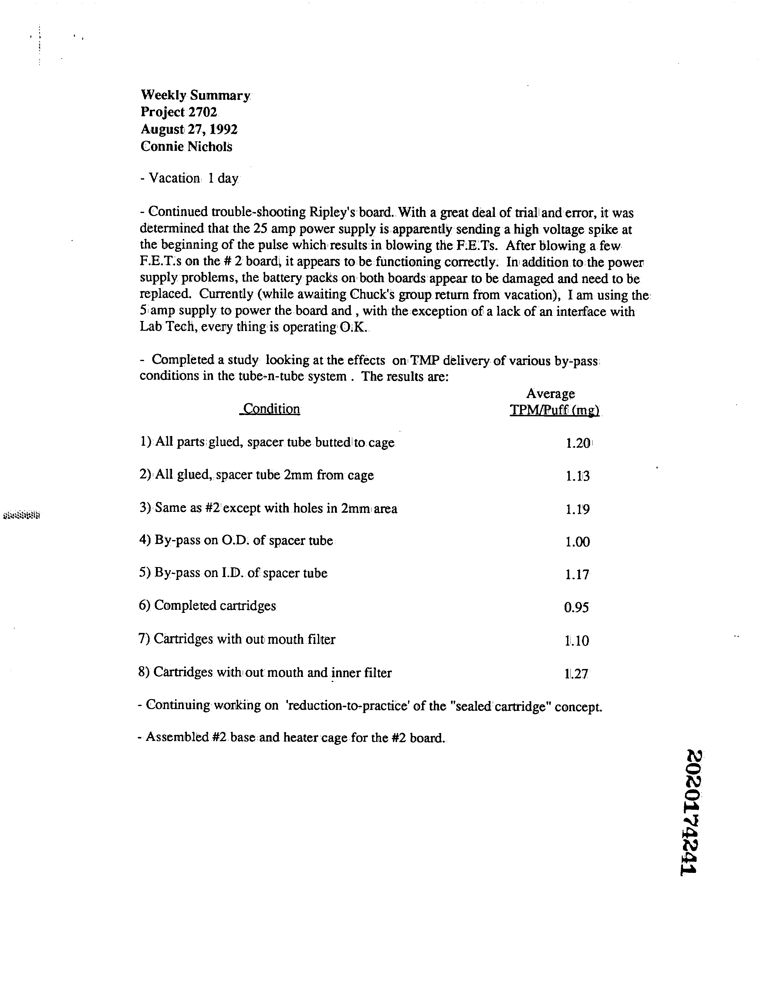 Weekly Summary
Project 2702
August 27, 1992
Connie Nichols
- Vacation 1 day
- Continued trouble-shooting Ripley's board. With a great deal of trial and error, it was
determined that the 25 amp power supply is apparently sending a high voltage spike at
the beginning of the pulse which results in blowing the F.E.Ts. After blowing a few
F.E.T.s on the # 2 board, it appears to be functioning correctly. In addition to the power
supply problems, the battery packs on both boards appear to be damaged and need to be
replaced. Currently (while awaiting Chuck's group return from vacation), I am using the
5 amp supply to power the board and , with the exception of a lack of an interface with
Lab Tech, every thing is operating O.K.
- Completed a study looking at the effects on TMP delivery of various by-pass
conditions in the tube-n-tube system . The results are:
Average
Condition TPM/Puff (mg)
1) All parts glued, spacer tube butted to cage 1.20
2) All glued, spacer tube 2mm from cage 1.13
3) Same as #2 except with holes in 2mm area 1.19
4) By-pass on O.D. of spacer tube 1.00
5) By-pass on I.D. of spacer tube 1.17
6) Completed cartridges 0.95
7) Cartridges with out mouth filter 1.10
8) Cartridges with out mouth and inner filter 1.27
- Continuing working on 'reduction-to-practice' of the "sealed cartridge" concept.
- Assembled #2 base and heater cage for the #2 board.
2020174241